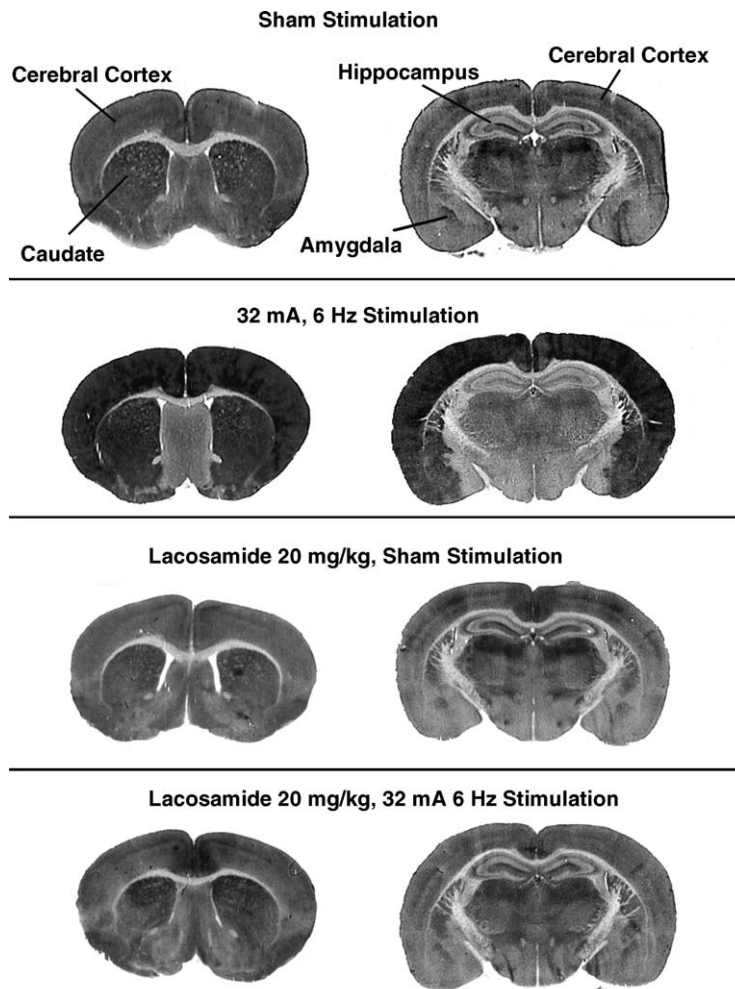 Sham Stimulation
Cerebral Cortex
Hippocampus
Cerebral Cortex
Caudate
Amygdala
32 mA, 6 Hz Stimulation
Lacosamide 20 mg/kg, Sham Stimulation
Lacosamide 20 mg/kg, 32 mA 6 Hz Stimulation